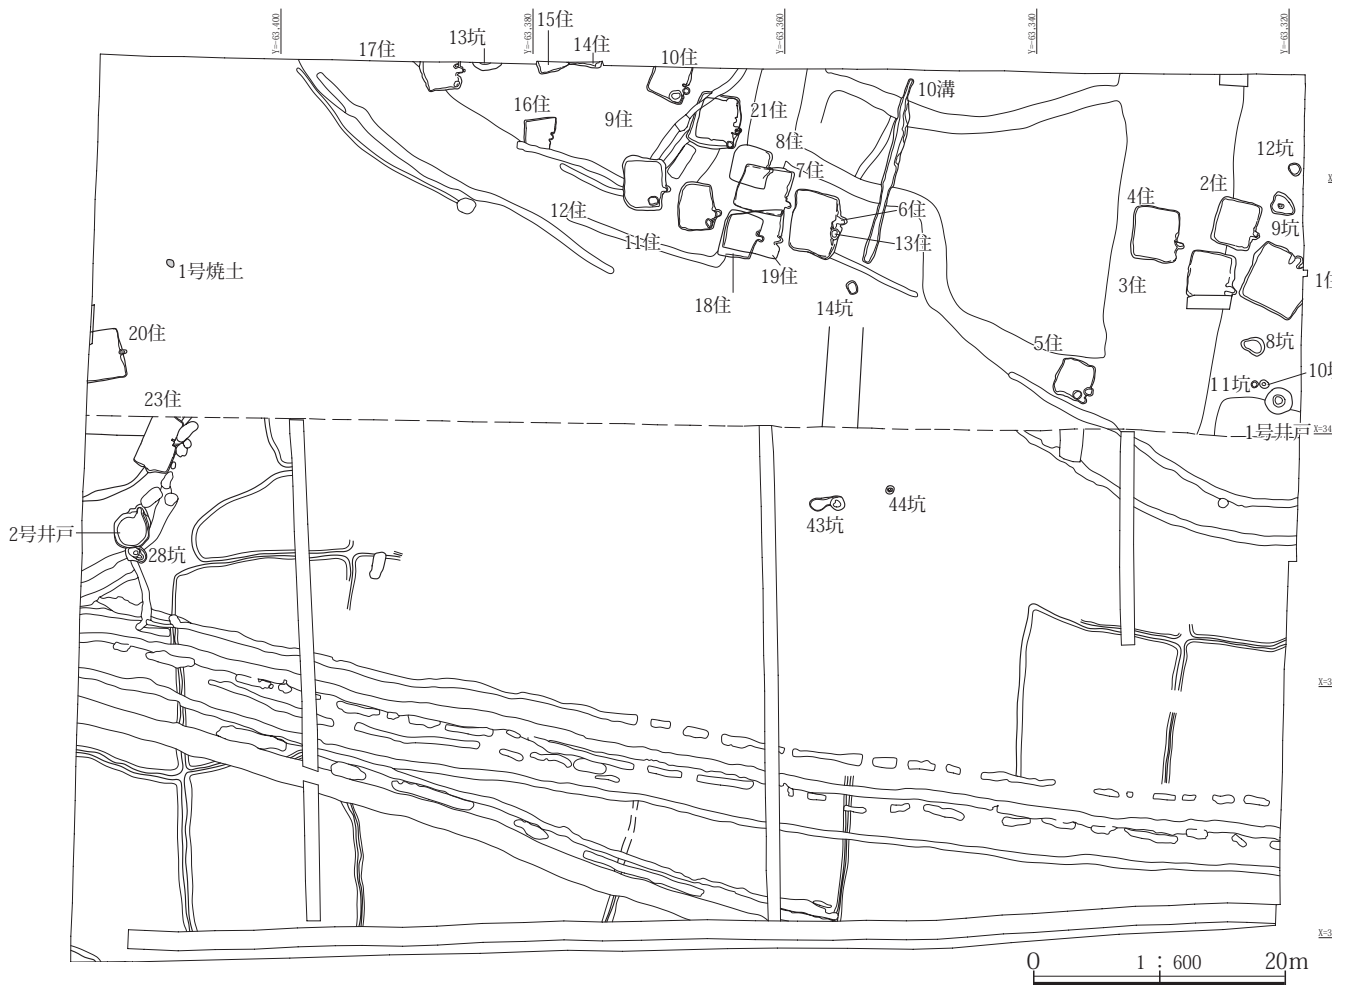 Y=-63,400
Y=-63,380
Y=-63,360
Y=-63,340
Y=-63,320
15住
17住
13坑
14住
10住
16住
9住
21住
10溝
8住
7住
12坑
2住
4住
9坑
12住
6住
11住
13住
1号焼土
19住
3住
18住
14坑
20住
5住
8坑
11坑
23住
1号井戸
X=34
43坑
44坑
2号井戸
28坑
X=3
X=3
0
1 : 600
20m